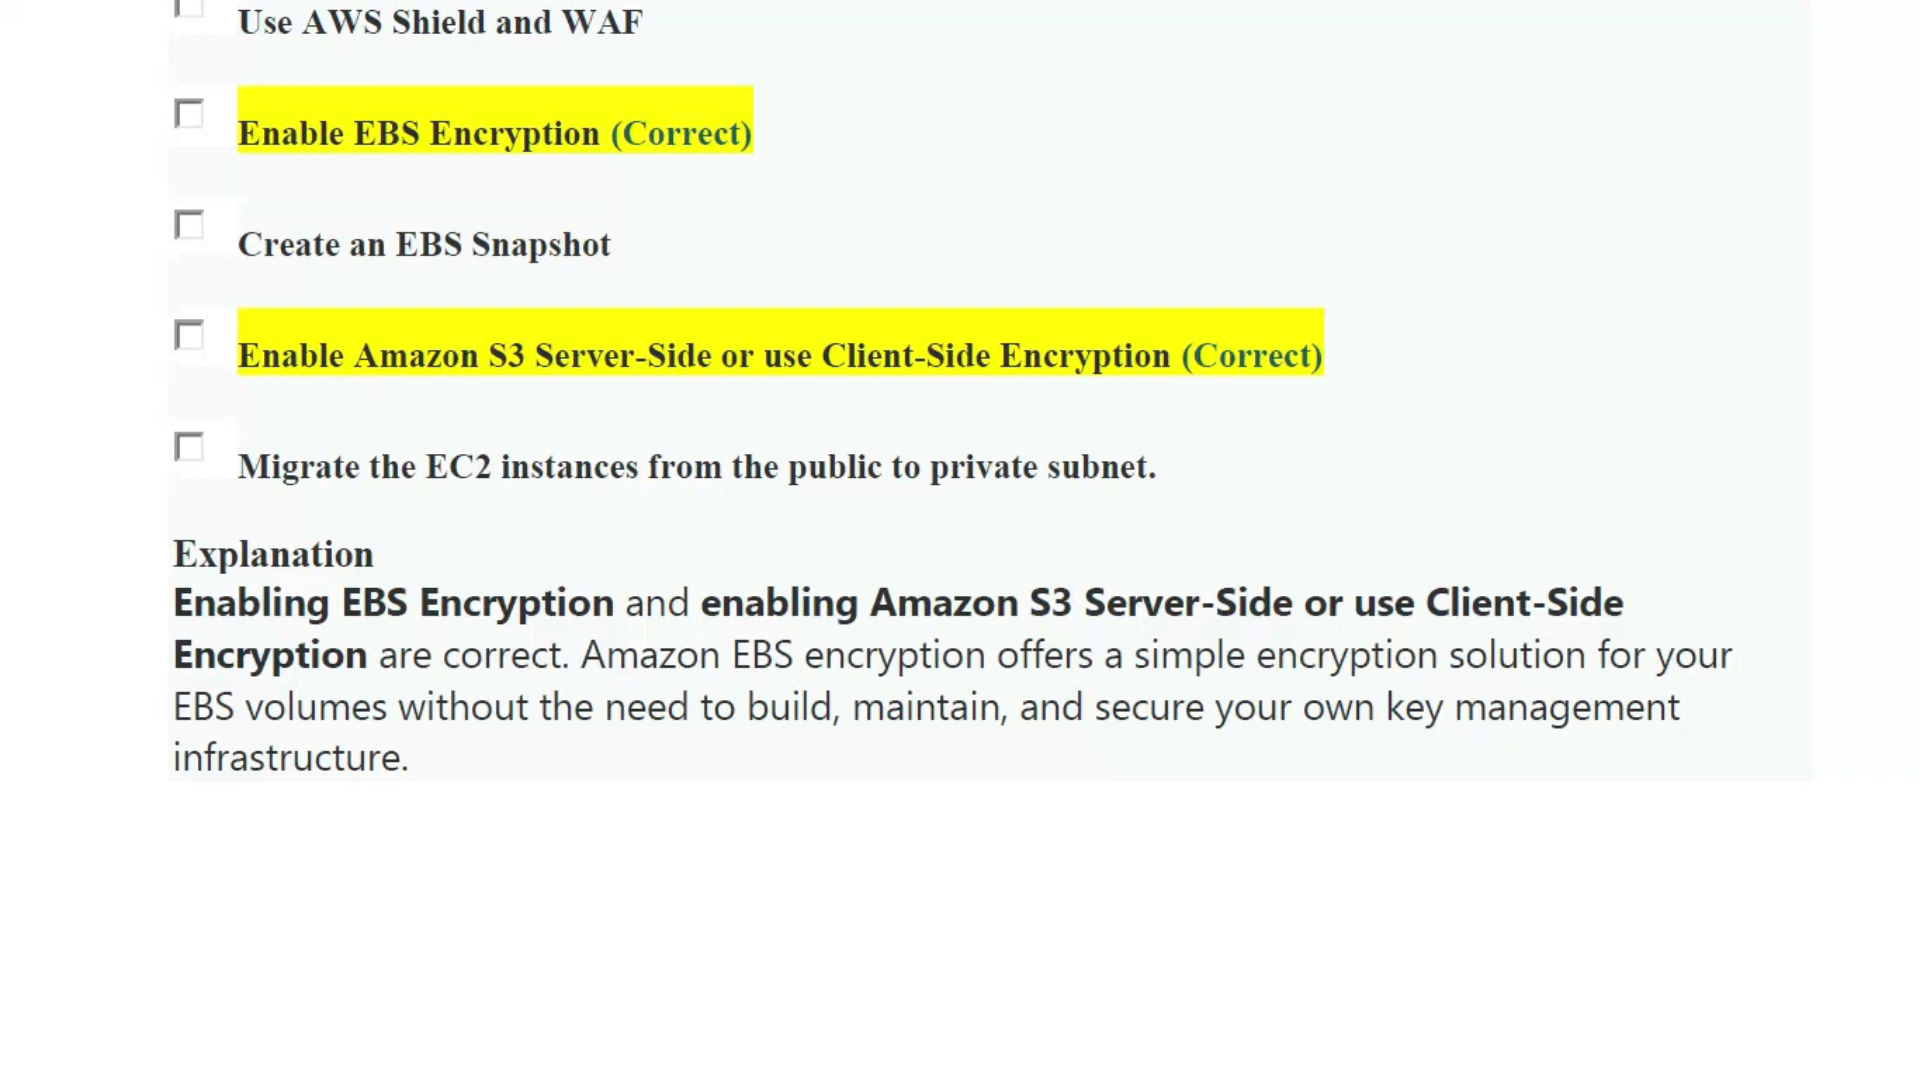 Use AWS Shield and WAF
Enable EBS Encryption (Correct)
Create an EBS Snapshot
Enable Amazon S3 Server-Side or use Client-Side Encryption (Correct)
Migrate the EC2 instances from the public to private subnet.
Explanation
Enabling EBS Encryption and enabling Amazon S3 Server-Side or use Client-Side
Encryption are correct. Amazon EBS encryption offers a simple encryption solution for your
EBS volumes without the need to build, maintain, and secure your own key management
infrastructure.